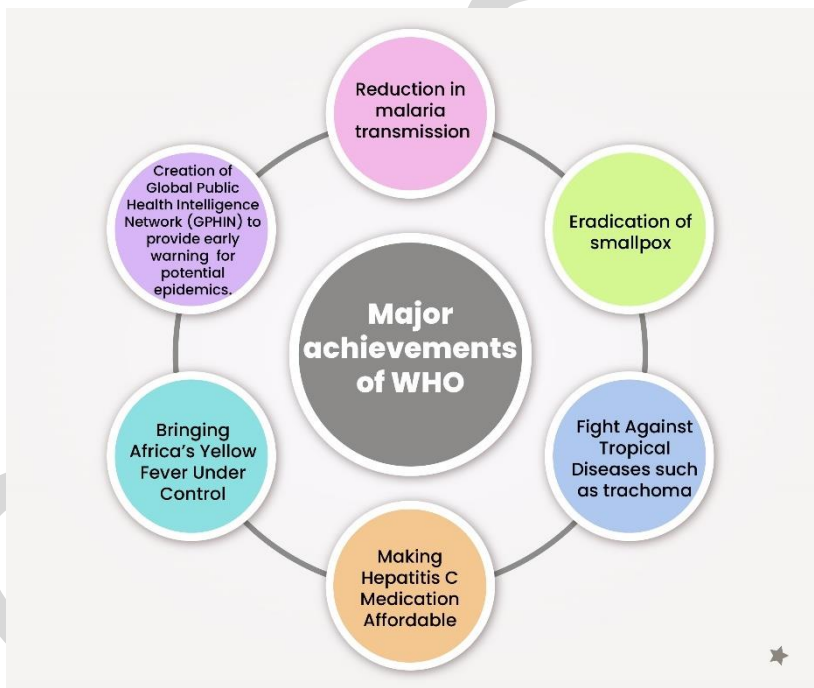 Major
achievements
of WHO
Reduction in
malaria
transmission
Eradication of
smallpox
Fight Against
Tropical
Diseases such
as trachoma
Making
Hepatitis C
Medication
Affordable
Bringing
Africa's Yellow
Fever Under
Control
Creation of
Global Public
Health Intelligence
Network (GPHIN) to
provide early
warning for
potential
epidemics.